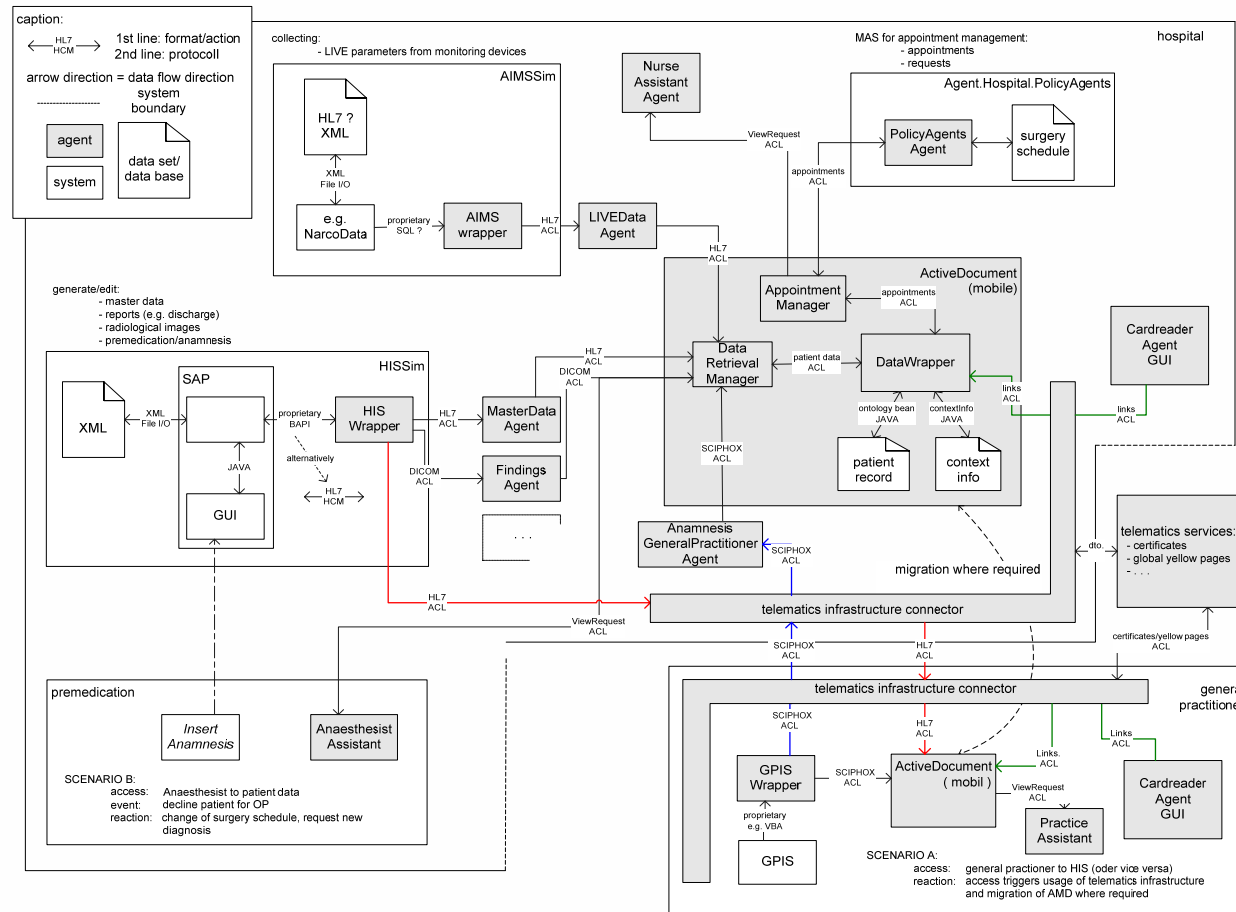 caption:
HL7
HCM
1st line: format/action
2nd line: protocoll
arrow direction = data flow direction
system
boundary
agent
system
data set/
data base
collecting:
- LIVE parameters from monitoring devices
AIMSSim
HL7 ?
XML
XML
File I/O
e.g.
NarcoData
proprietary
SQL ?
AIMS
wrapper
HL7
ACL
LIVEData
Agent
HL7
ACL
Nurse
Assistant
Agent
ViewRequest
ACL
MAS for appointment management:
- appointments
- requests
hospital
Agent.Hospital.PolicyAgents
PolicyAgents
Agent
surgery
schedule
appointments
ACL
ActiveDocument
(mobile)
Appointment
Manager
appointments
ACL
Data
Retrieval
Manager
patient data
ACL
DataWrapper
ontology bean
JAVA
contextInfo
JAVA
patient
record
context
info
links
ACL
Cardreader
Agent
GUI
links
ACL
generate/edit:
- master data
- reports (e.g. discharge)
- radiological images
- premedication/anamnesis
HISSim
XML
XML
File I/O
SAP
JAVA
GUI
proprietary
BAPI
alternatively
HL7
HCM
HIS
Wrapper
HL7
ACL
DICOM
ACL
MasterData
Agent
Findings
Agent
. . .
HL7
ACL
DICOM
ACL
SCIPHOX
ACL
Anamnesis
GeneralPractitioner
Agent
SCIPHOX
ACL
migration where required
dto.
telematics services:
- certificates
- global yellow pages
- . . .
HL7
ACL
telematics infrastructure connector
ViewRequest
ACL
SCIPHOX
ACL
HL7
ACL
certificates/yellow pages
ACL
premedication
Insert
Anamnesis
Anaesthesist
Assistant
SCENARIO B:
access: Anaesthesist to patient data
event: decline patient for OP
reaction: change of surgery schedule, request new
diagnosis
telematics infrastructure connector
genera
practitione
SCIPHOX
ACL
HL7
ACL
Links.
ACL
Links
ACL
GPIS
Wrapper
SCIPHOX
ACL
ActiveDocument
( mobil )
ViewRequest
ACL
Practice
Assistant
Cardreader
Agent
GUI
proprietary
e.g. VBA
GPIS
SCENARIO A:
access: general practioner to HIS (oder vice versa)
reaction: access triggers usage of telematics infrastructure
and migration of AMD where required